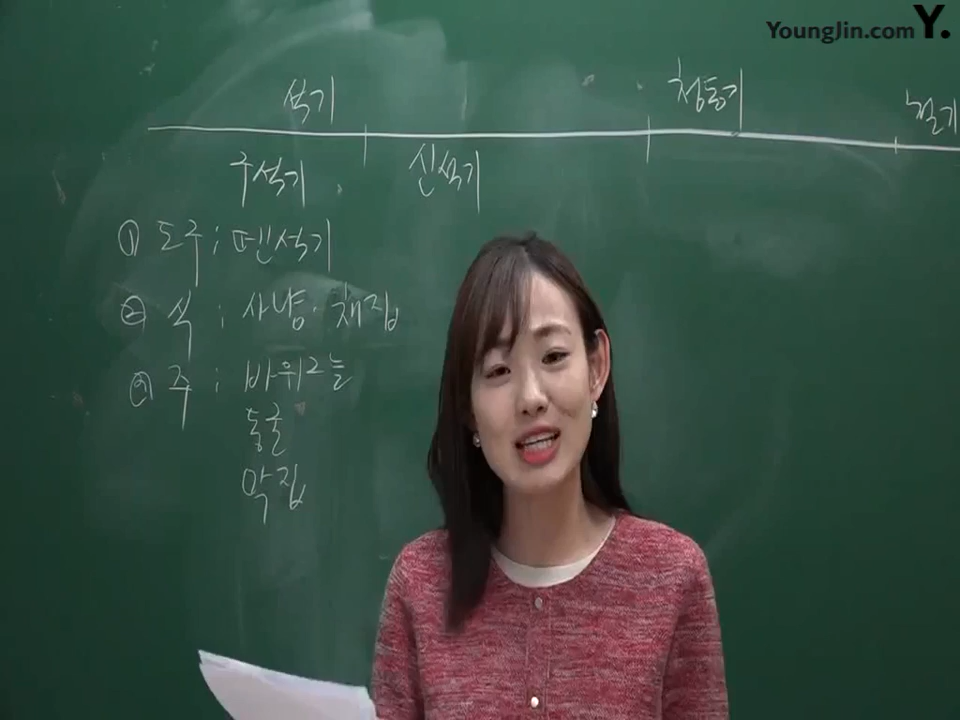 YoungJin.com Y.
석기 청동기 철기
구석기 신석기
① 도구 : 뗀석기
② 식 : 사냥·채집
③ 주 : 바위그늘
동굴
막집